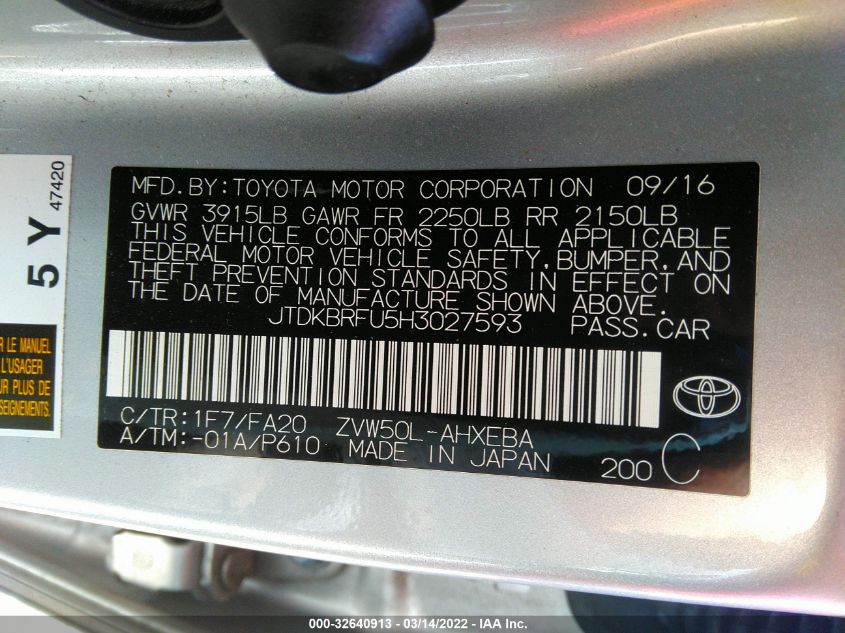 5 Y 47420
R LE MANUEL
L'USAGER
UR PLUS DE
SEIGNEMENTS.
MFD.BY:TOYOTA MOTOR CORPORATION 09/16
GVWR 3915LB GAWR FR 2250LB RR 2150LB
THIS VEHICLE CONFORMS TO ALL APPLICABLE
FEDERAL MOTOR VEHICLE SAFETY,BUMPER,AND
THEFT PREVENTION STANDARDS IN EFFECT ON
THE DATE OF MANUFACTURE SHOWN ABOVE.
JTDKBRFU5H3027593 PASS.CAR
C/TR:1F7/FA20 ZVW50L-AHXEBA
A/TM:-01A/P610 MADE IN JAPAN 200 C
000-32640913 - 03/14/2022 - IAA Inc.